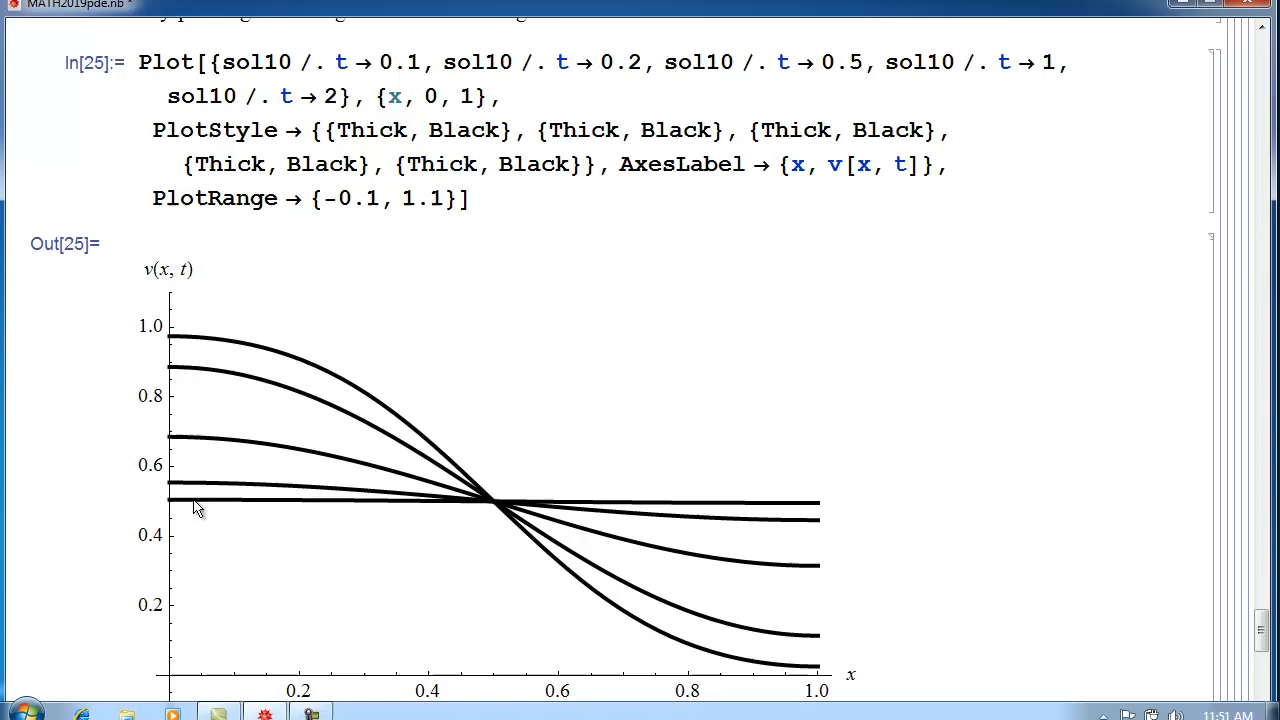 MATH2019pde.nb *
In[25]:= Plot[{sol10 /. t → 0.1, sol10 /. t → 0.2, sol10 /. t → 0.5, sol10 /. t → 1,
sol10 /. t → 2}, {x, 0, 1},
PlotStyle → {{Thick, Black}, {Thick, Black}, {Thick, Black},
{Thick, Black}, {Thick, Black}}, AxesLabel → {x, v[x, t]},
PlotRange → {-0.1, 1.1}]
Out[25]=
v(x, t)
1.0
0.8
0.6
0.4
0.2
0.2 0.4 0.6 0.8 1.0 x
11:51 AM